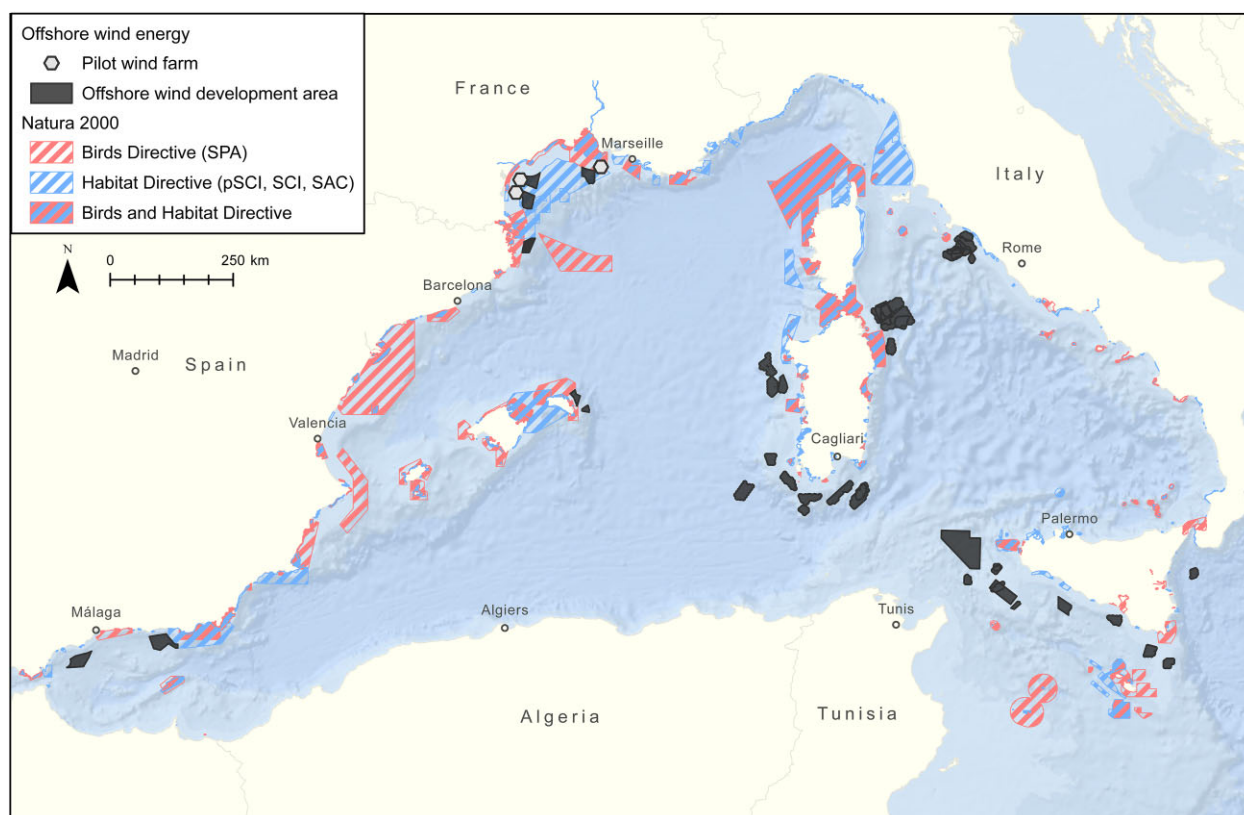 Offshore wind energy
Pilot wind farm
Offshore wind development area
Natura 2000
Birds Directive (SPA)
Habitat Directive (pSCI, SCI, SAC)
Birds and Habitat Directive
N
0 250 km
France
Marseille
Italy
Rome
Barcelona
Madrid
Spain
Valencia
Cagliari
Palermo
Málaga
Algiers
Tunis
Algeria
Tunisia